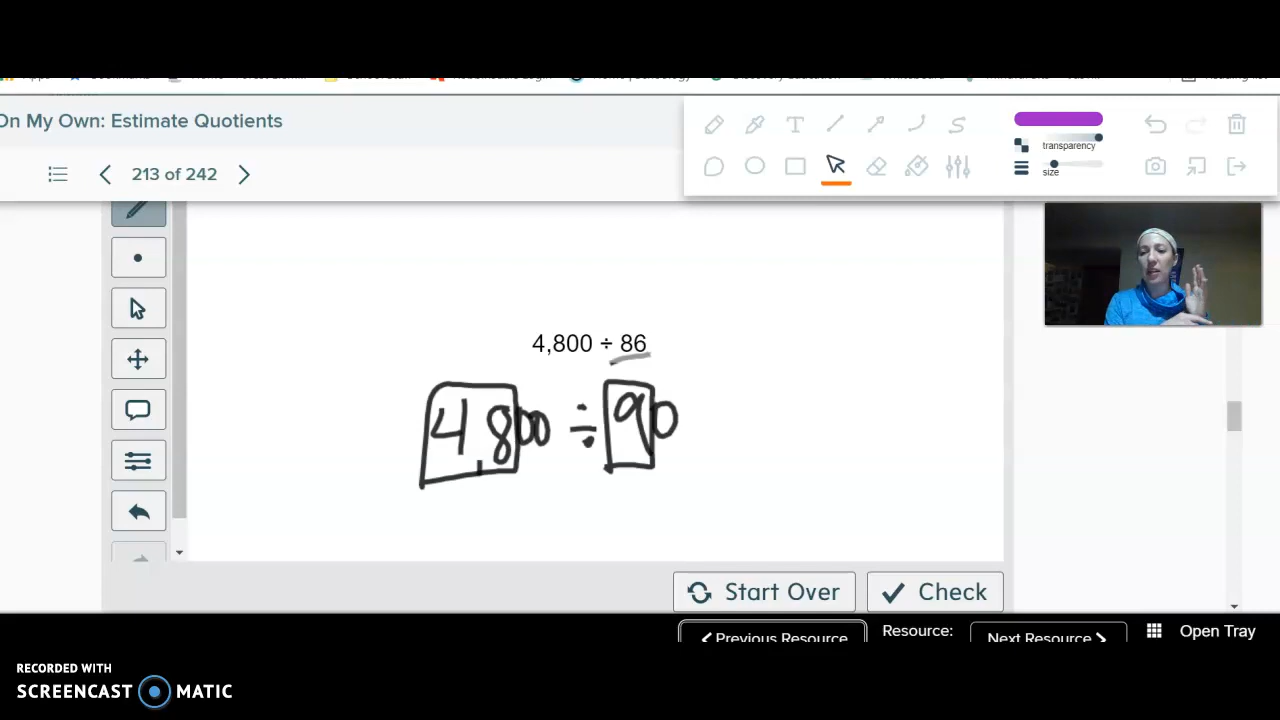 On My Own: Estimate Quotients
213 of 242
T
transparency
size
4,800 ÷ 86
4,800 ÷ 90
Start Over
Check
Previous Resource
Resource:
Next Resource
Open Tray
RECORDED WITH
SCREENCAST MATIC